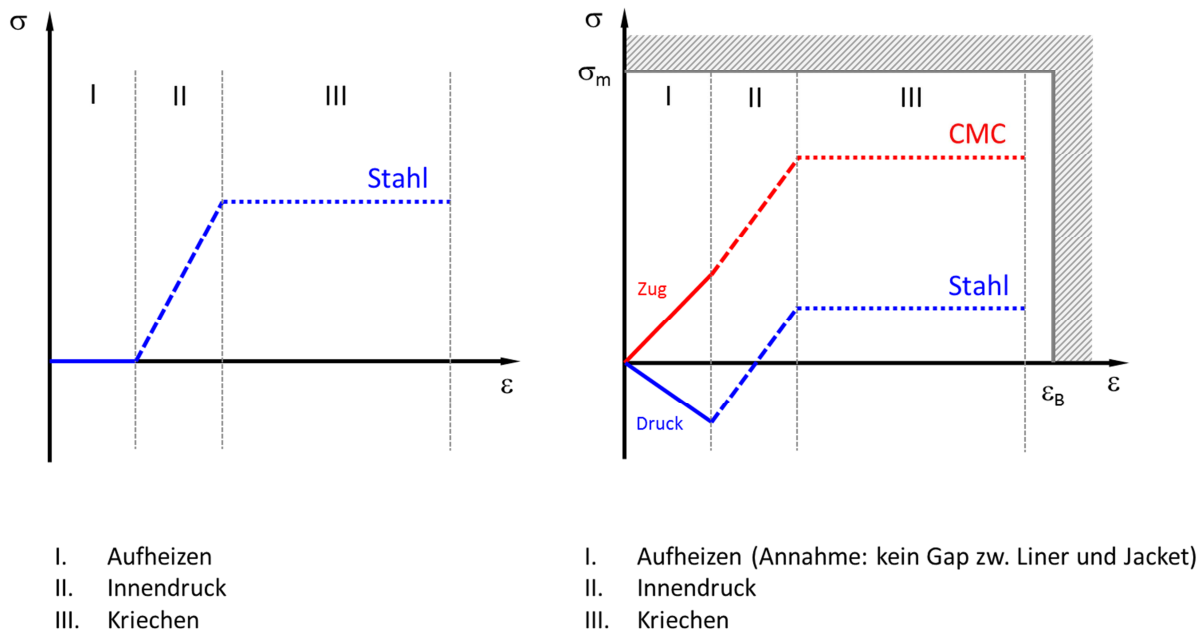 σ
I
II
III
Stahl
ε
I. Aufheizen
II. Innendruck
III. Kriechen
σ
σm
I
II
III
CMC
Zug
Stahl
Druck
εB
ε
I. Aufheizen (Annahme: kein Gap zw. Liner und Jacket)
II. Innendruck
III. Kriechen